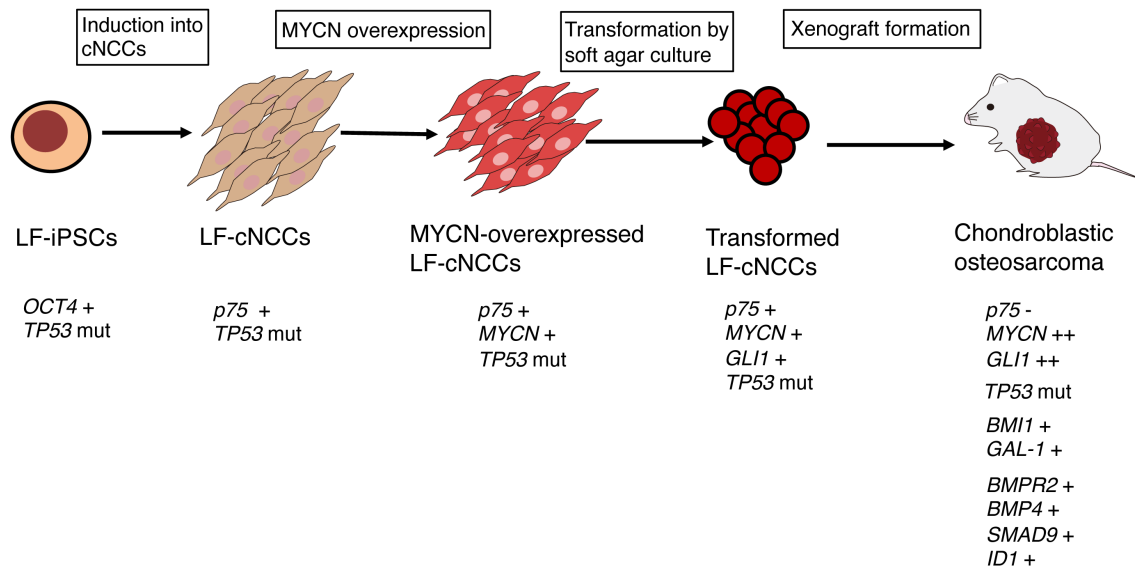 Induction into
cNCCs
MYCN overexpression
Transformation by
soft agar culture
Xenograft formation
LF-iPSCs
OCT4 +
TP53 mut
LF-cNCCs
p75 +
TP53 mut
MYCN-overexpressed
LF-cNCCs
p75 +
MYCN +
TP53 mut
Transformed
LF-cNCCs
p75 +
MYCN +
GLI1 +
TP53 mut
Chondroblastic
osteosarcoma
p75 -
MYCN ++
GLI1 ++
TP53 mut
BMI1 +
GAL-1 +
BMPR2 +
BMP4 +
SMAD9 +
ID1 +